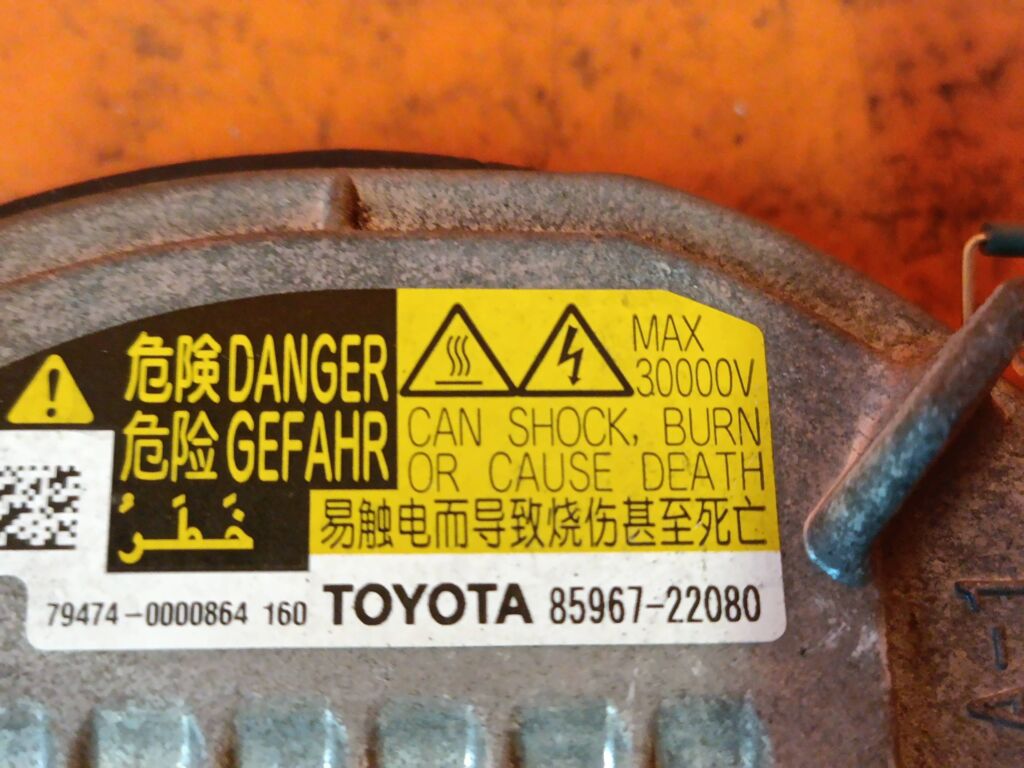 危険 DANGER
危险 GEFAHR
خَطَرُ
MAX
30000V
CAN SHOCK, BURN
OR CAUSE DEATH
易触电而导致烧伤甚至死亡
79474-0000864 160 TOYOTA 85967-22080
A-1